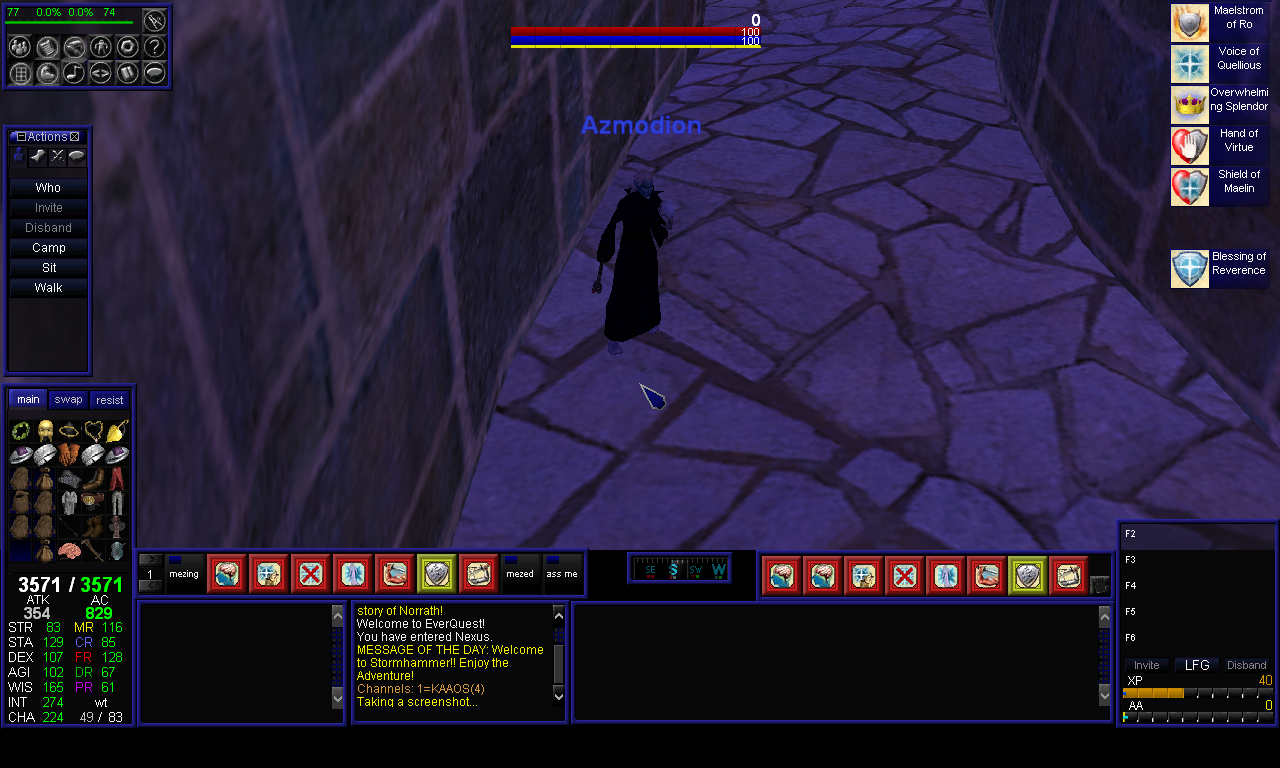 77 0.0% 0.0% 74
0
100
100
Maelstrom
of Ro
Voice of
Quellious
Overwhelmi
ng Splendor
Hand of
Virtue
Shield of
Maelin
Blessing of
Reverence
Azmodion
Actions
Who
Invite
Disband
Camp
Sit
Walk
main swap resist
3571 / 3571
ATK AC
354 829
STR 83 MR 116
STA 129 CR 85
DEX 107 FR 128
AGI 102 DR 67
WIS 165 PR 61
INT 274 wt
CHA 224 49 / 83
1 mezing mezed ass me
SE S SW W
story of Norrath!
Welcome to EverQuest!
You have entered Nexus.
MESSAGE OF THE DAY: Welcome
to Stormhammer!! Enjoy the
Adventure!
Channels: 1=KAAOS(4)
Taking a screenshot...
F2
F3
F4
F5
F6
Invite LFG Disband
XP 40
AA 0